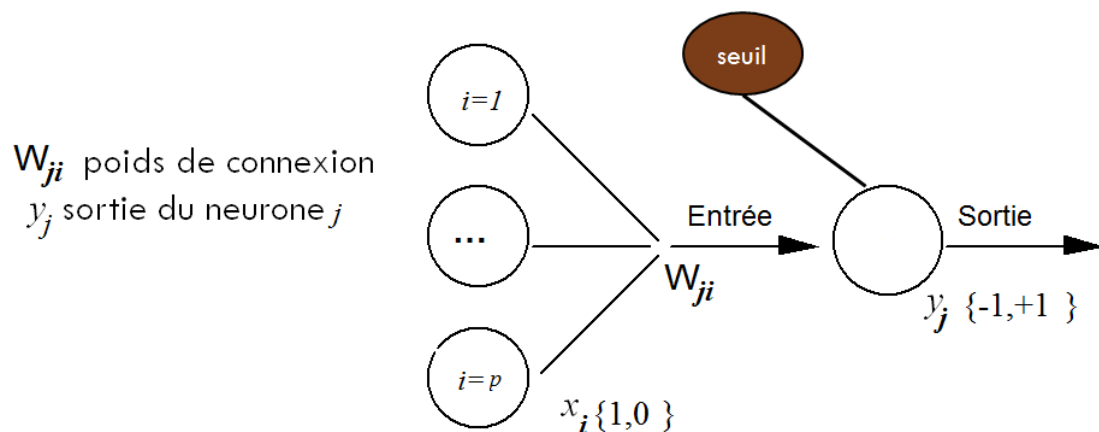 seuil
i=1
W_ji poids de connexion
y_j sortie du neurone j
...
Entrée
Sortie
W_ji
y_j {-1,+1 }
i=p
x_i {1,0 }